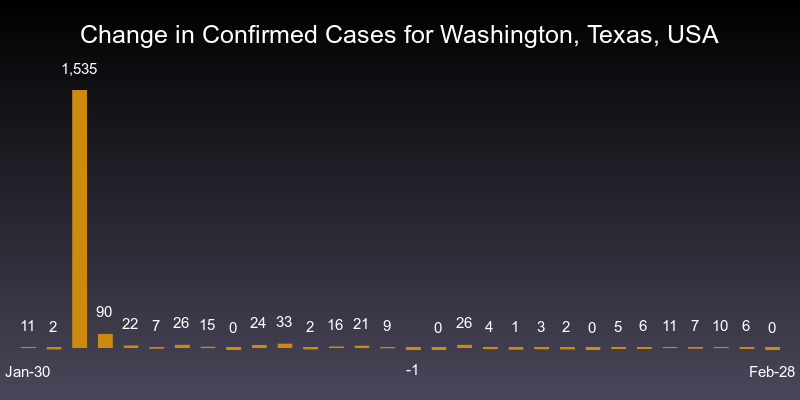 Change in Confirmed Cases for Washington, Texas, USA
1,535
90
11 2 22 7 26 15 0 24 33 2 16 21 9 0 26 4 1 3 2 0 5 6 11 7 10 6 0
Jan-30 -1 Feb-28